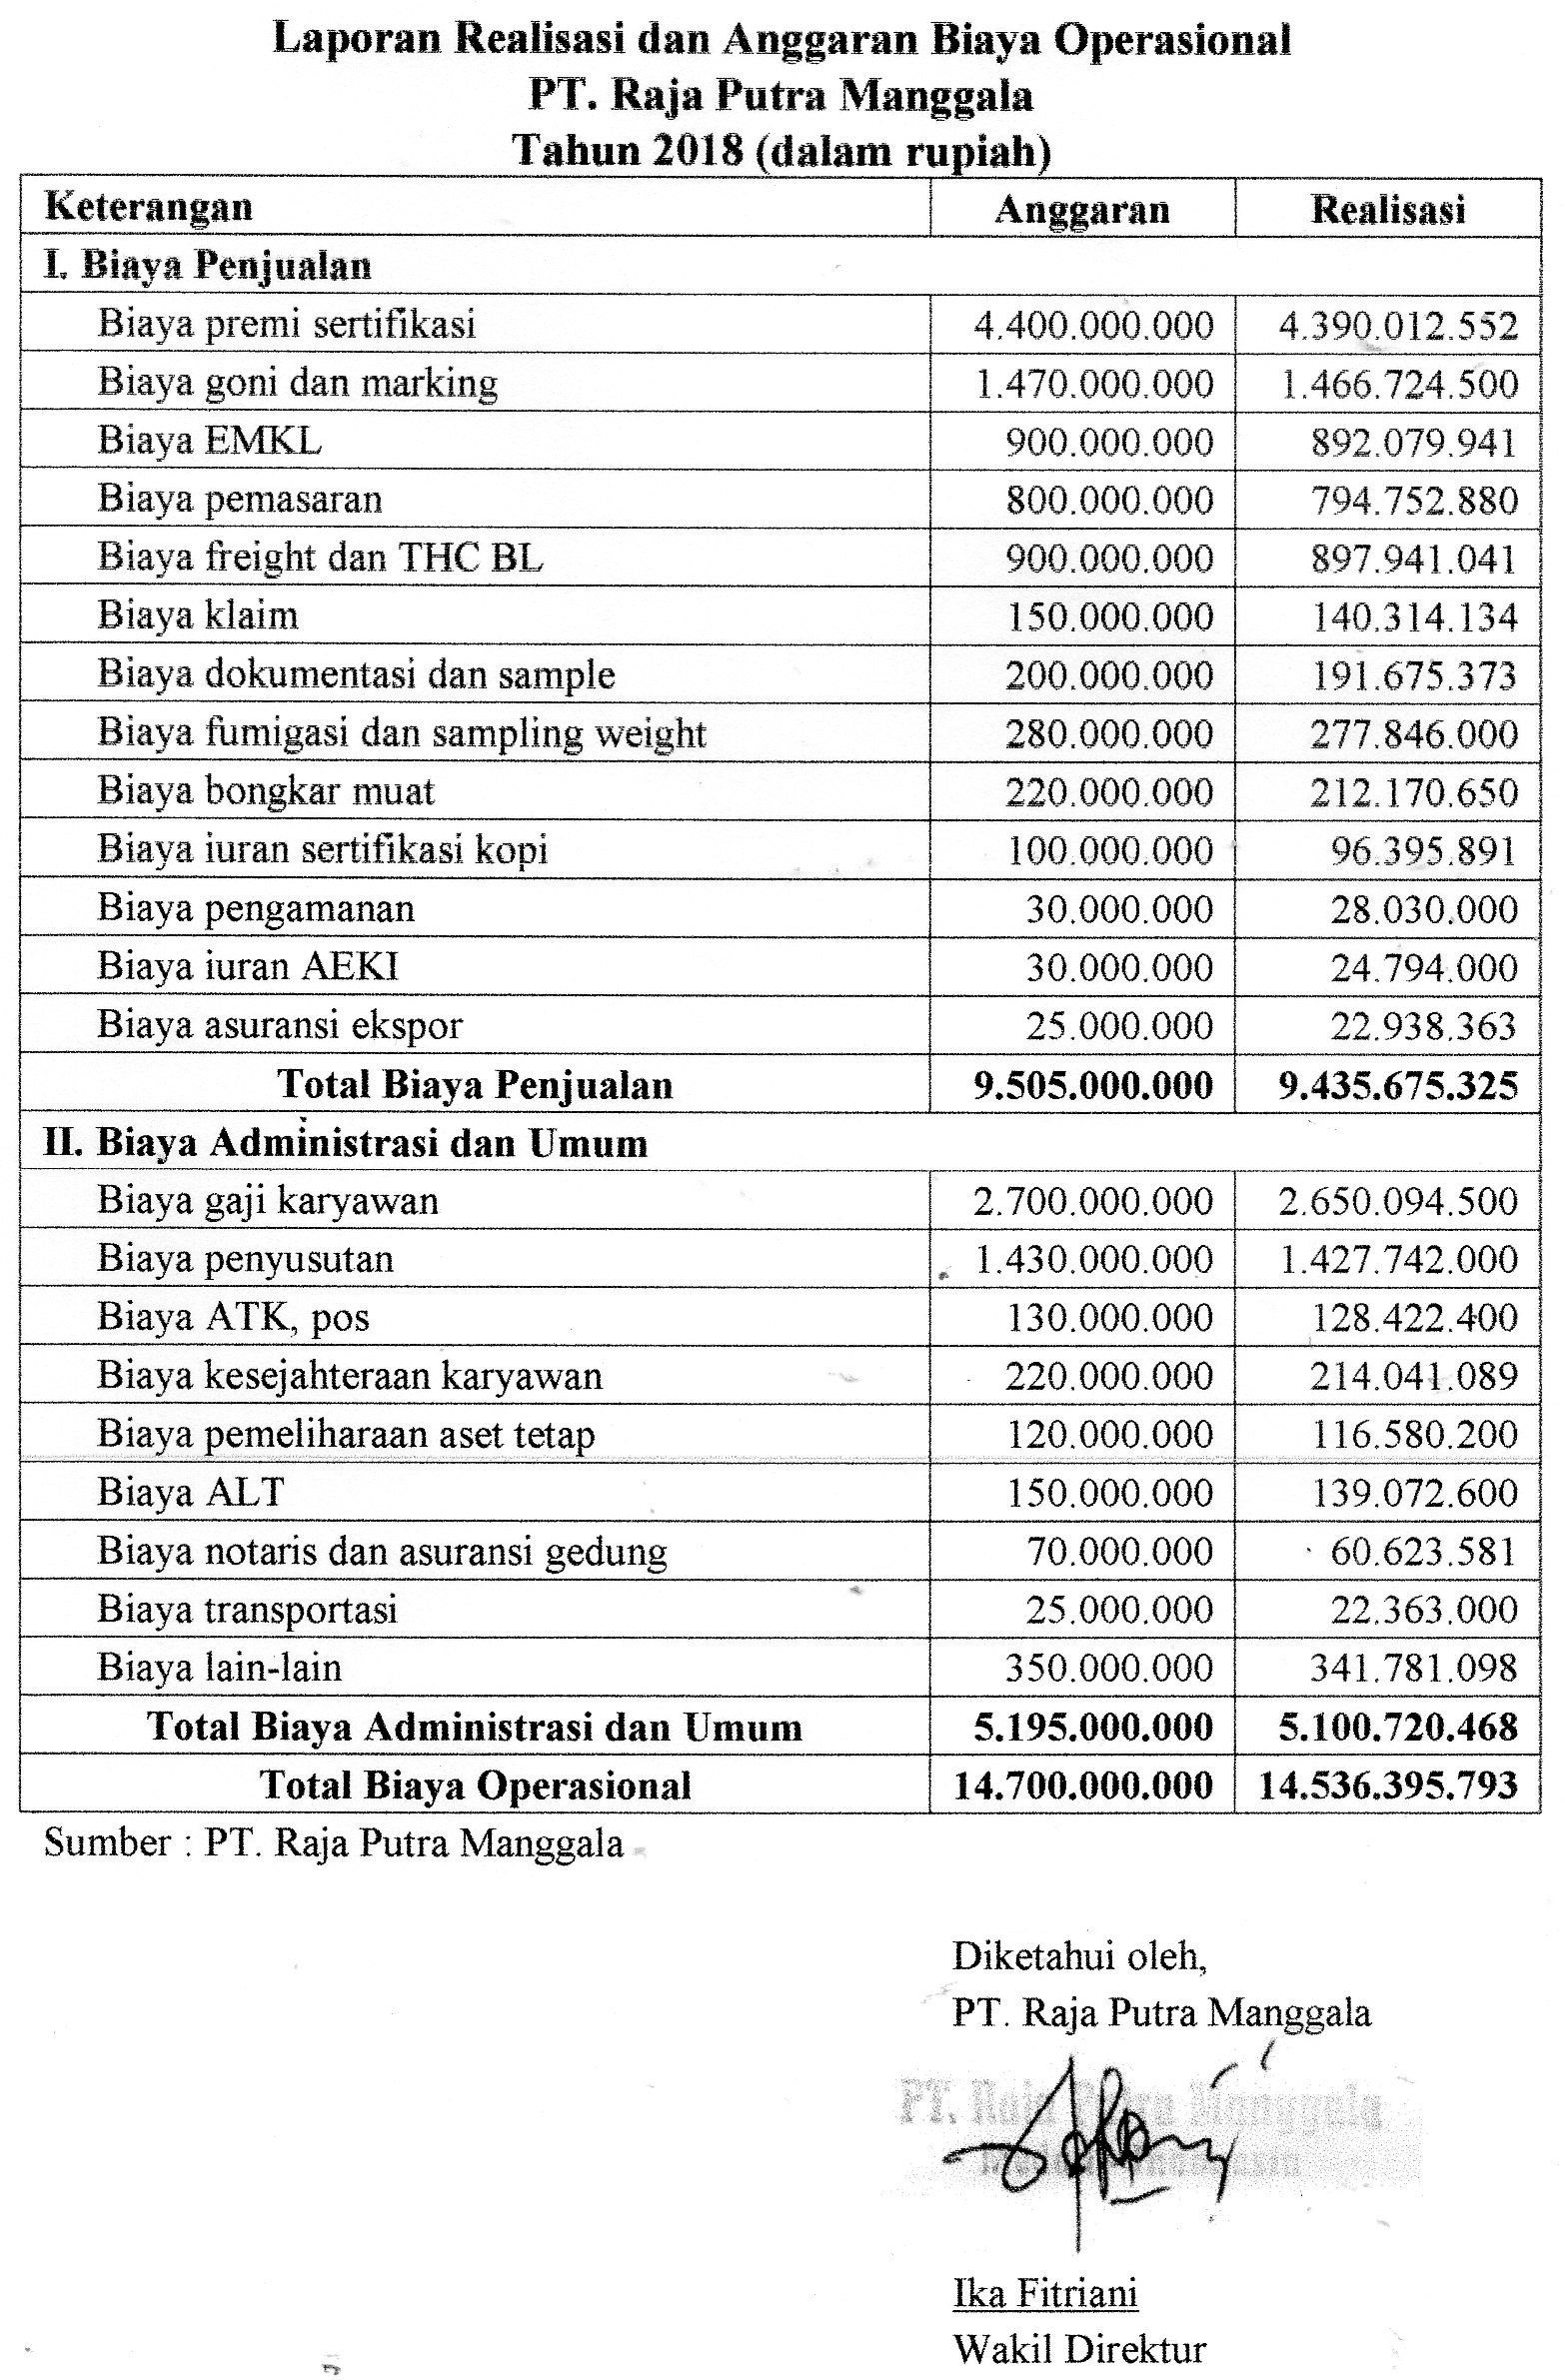 Laporan Realisasi dan Anggaran Biaya Operasional
PT. Raja Putra Manggala
Tahun 2018 (dalam rupiah)
Keterangan Anggaran Realisasi
I. Biaya Penjualan
Biaya premi sertifikasi 4.400.000.000 4.390.012.552
Biaya goni dan marking 1.470.000.000 1.466.724.500
Biaya EMKL 900.000.000 892.079.941
Biaya pemasaran 800.000.000 794.752.880
Biaya freight dan THC BL 900.000.000 897.941.041
Biaya klaim 150.000.000 140.314.134
Biaya dokumentasi dan sample 200.000.000 191.675.373
Biaya fumigasi dan sampling weight 280.000.000 277.846.000
Biaya bongkar muat 220.000.000 212.170.650
Biaya iuran sertifikasi kopi 100.000.000 96.395.891
Biaya pengamanan 30.000.000 28.030.000
Biaya iuran AEKI 30.000.000 24.794.000
Biaya asuransi ekspor 25.000.000 22.938.363
Total Biaya Penjualan 9.505.000.000 9.435.675.325
II. Biaya Administrasi dan Umum
Biaya gaji karyawan 2.700.000.000 2.650.094.500
Biaya penyusutan 1.430.000.000 1.427.742.000
Biaya ATK, pos 130.000.000 128.422.400
Biaya kesejahteraan karyawan 220.000.000 214.041.089
Biaya pemeliharaan aset tetap 120.000.000 116.580.200
Biaya ALT 150.000.000 139.072.600
Biaya notaris dan asuransi gedung 70.000.000 60.623.581
Biaya transportasi 25.000.000 22.363.000
Biaya lain-lain 350.000.000 341.781.098
Total Biaya Administrasi dan Umum 5.195.000.000 5.100.720.468
Total Biaya Operasional 14.700.000.000 14.536.395.793
Sumber : PT. Raja Putra Manggala
Diketahui oleh,
PT. Raja Putra Manggala
PT. Raja Putra Manggala
Ika Fitriani
Wakil Direktur